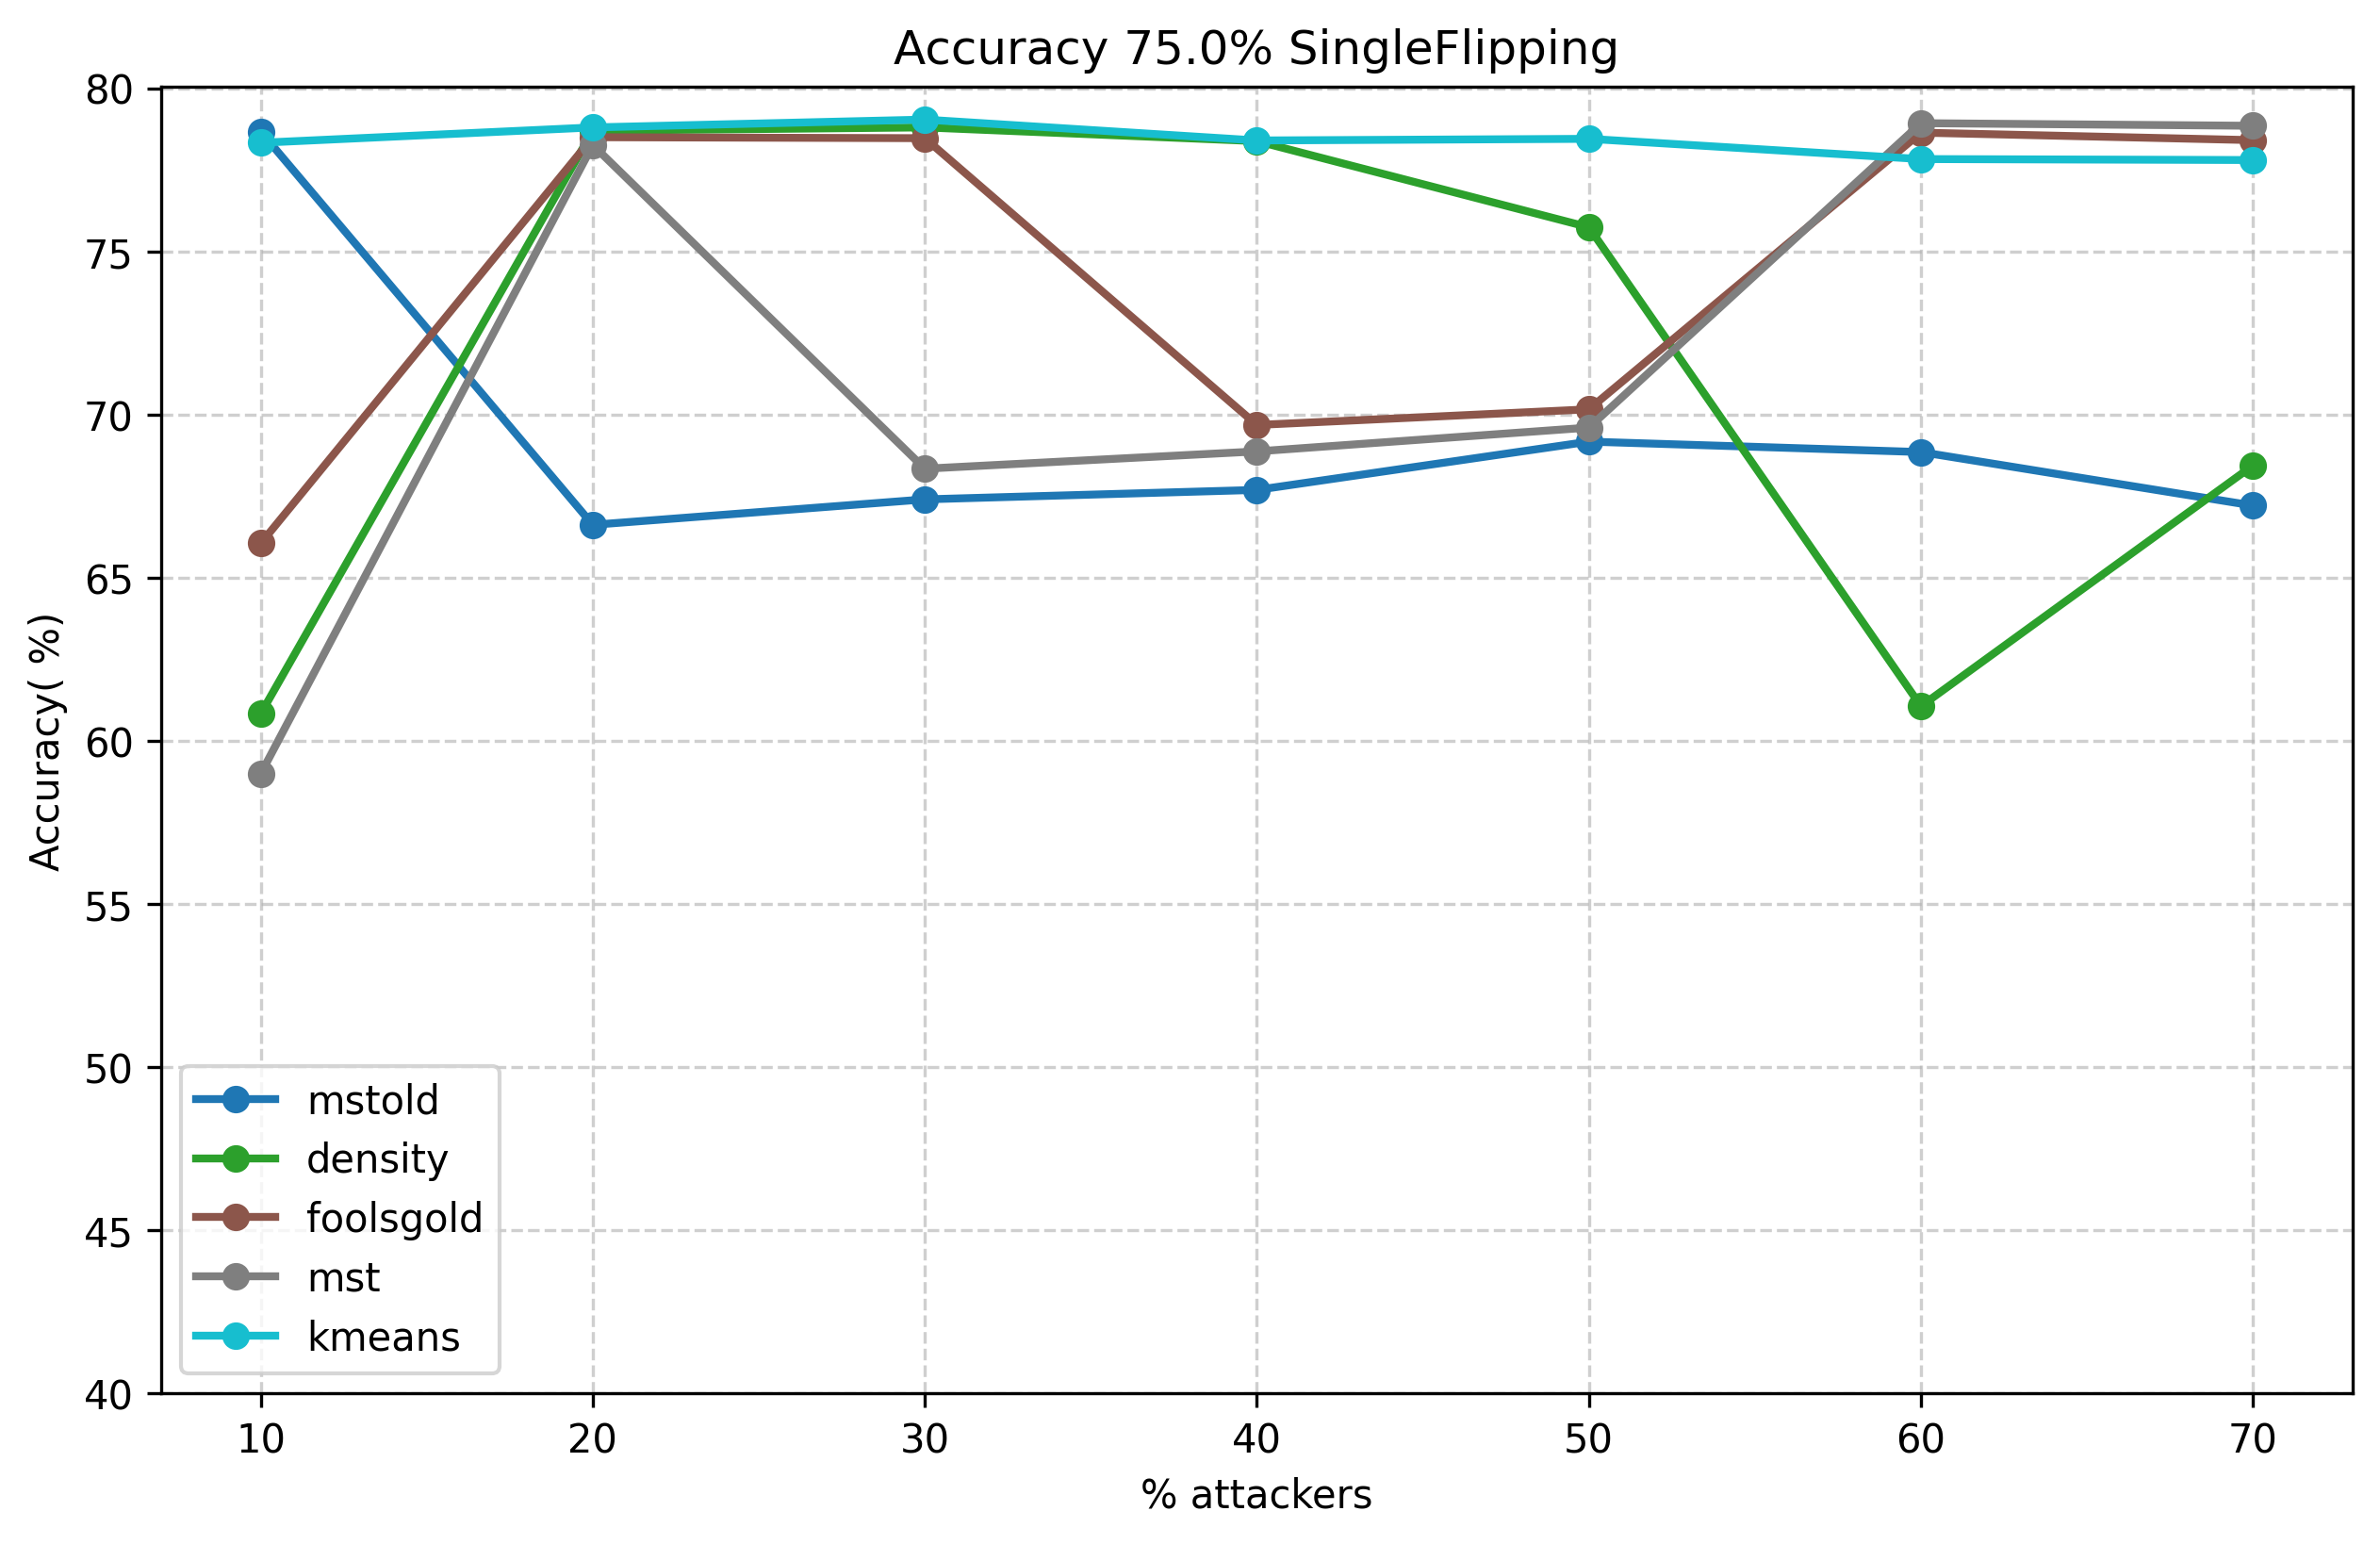 Accuracy 75.0% SingleFlipping
80
75
70
65
60
55
50
45
40
Accuracy( %)
mstold
density
foolsgold
mst
kmeans
10 20 30 40 50 60 70
% attackers